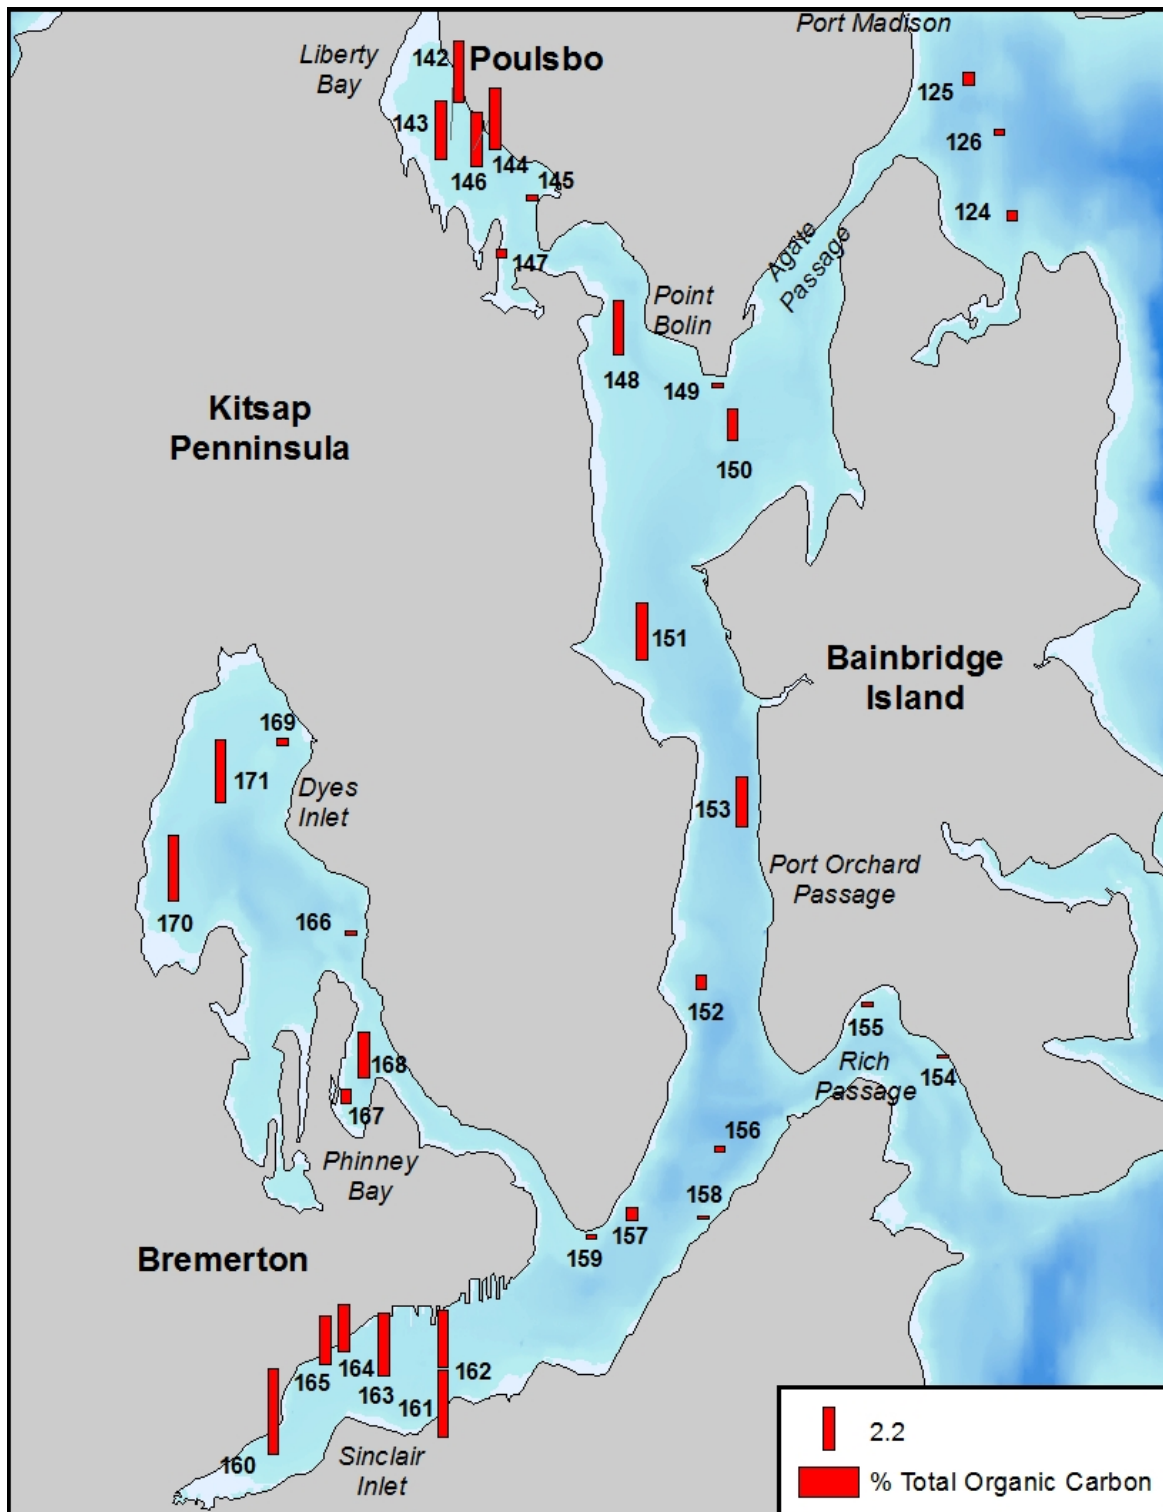 Port Madison
Liberty
Bay
142
Poulsbo
125
143
126
144
146
145
124
147
Agate
Passage
Point
Bolin
148
149
Kitsap
Penninsula
150
151
Bainbridge
Island
169
171
Dyes
Inlet
153
Port Orchard
Passage
170
166
152
155
168
Rich
Passage
154
167
156
Phinney
Bay
158
157
159
Bremerton
162
164
165
163
161
Sinclair
Inlet
160
2.2
% Total Organic Carbon